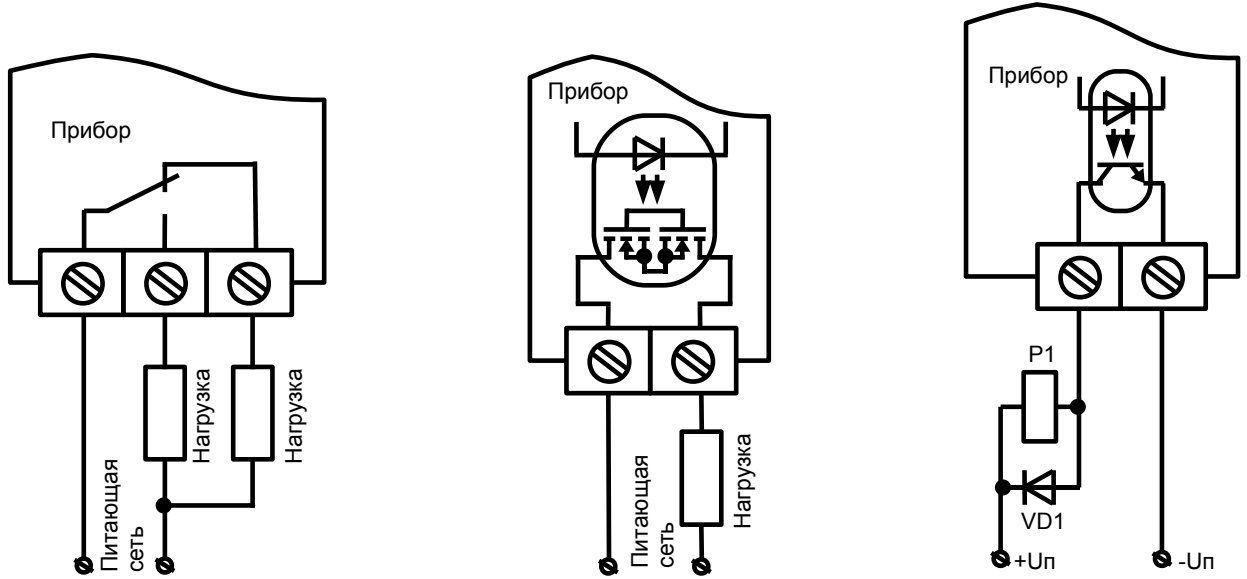 Прибор
Нагрузка
Нагрузка
Питающая
сеть
Прибор
Нагрузка
Питающая
сеть
Прибор
P1
VD1
+Uп
-Uп